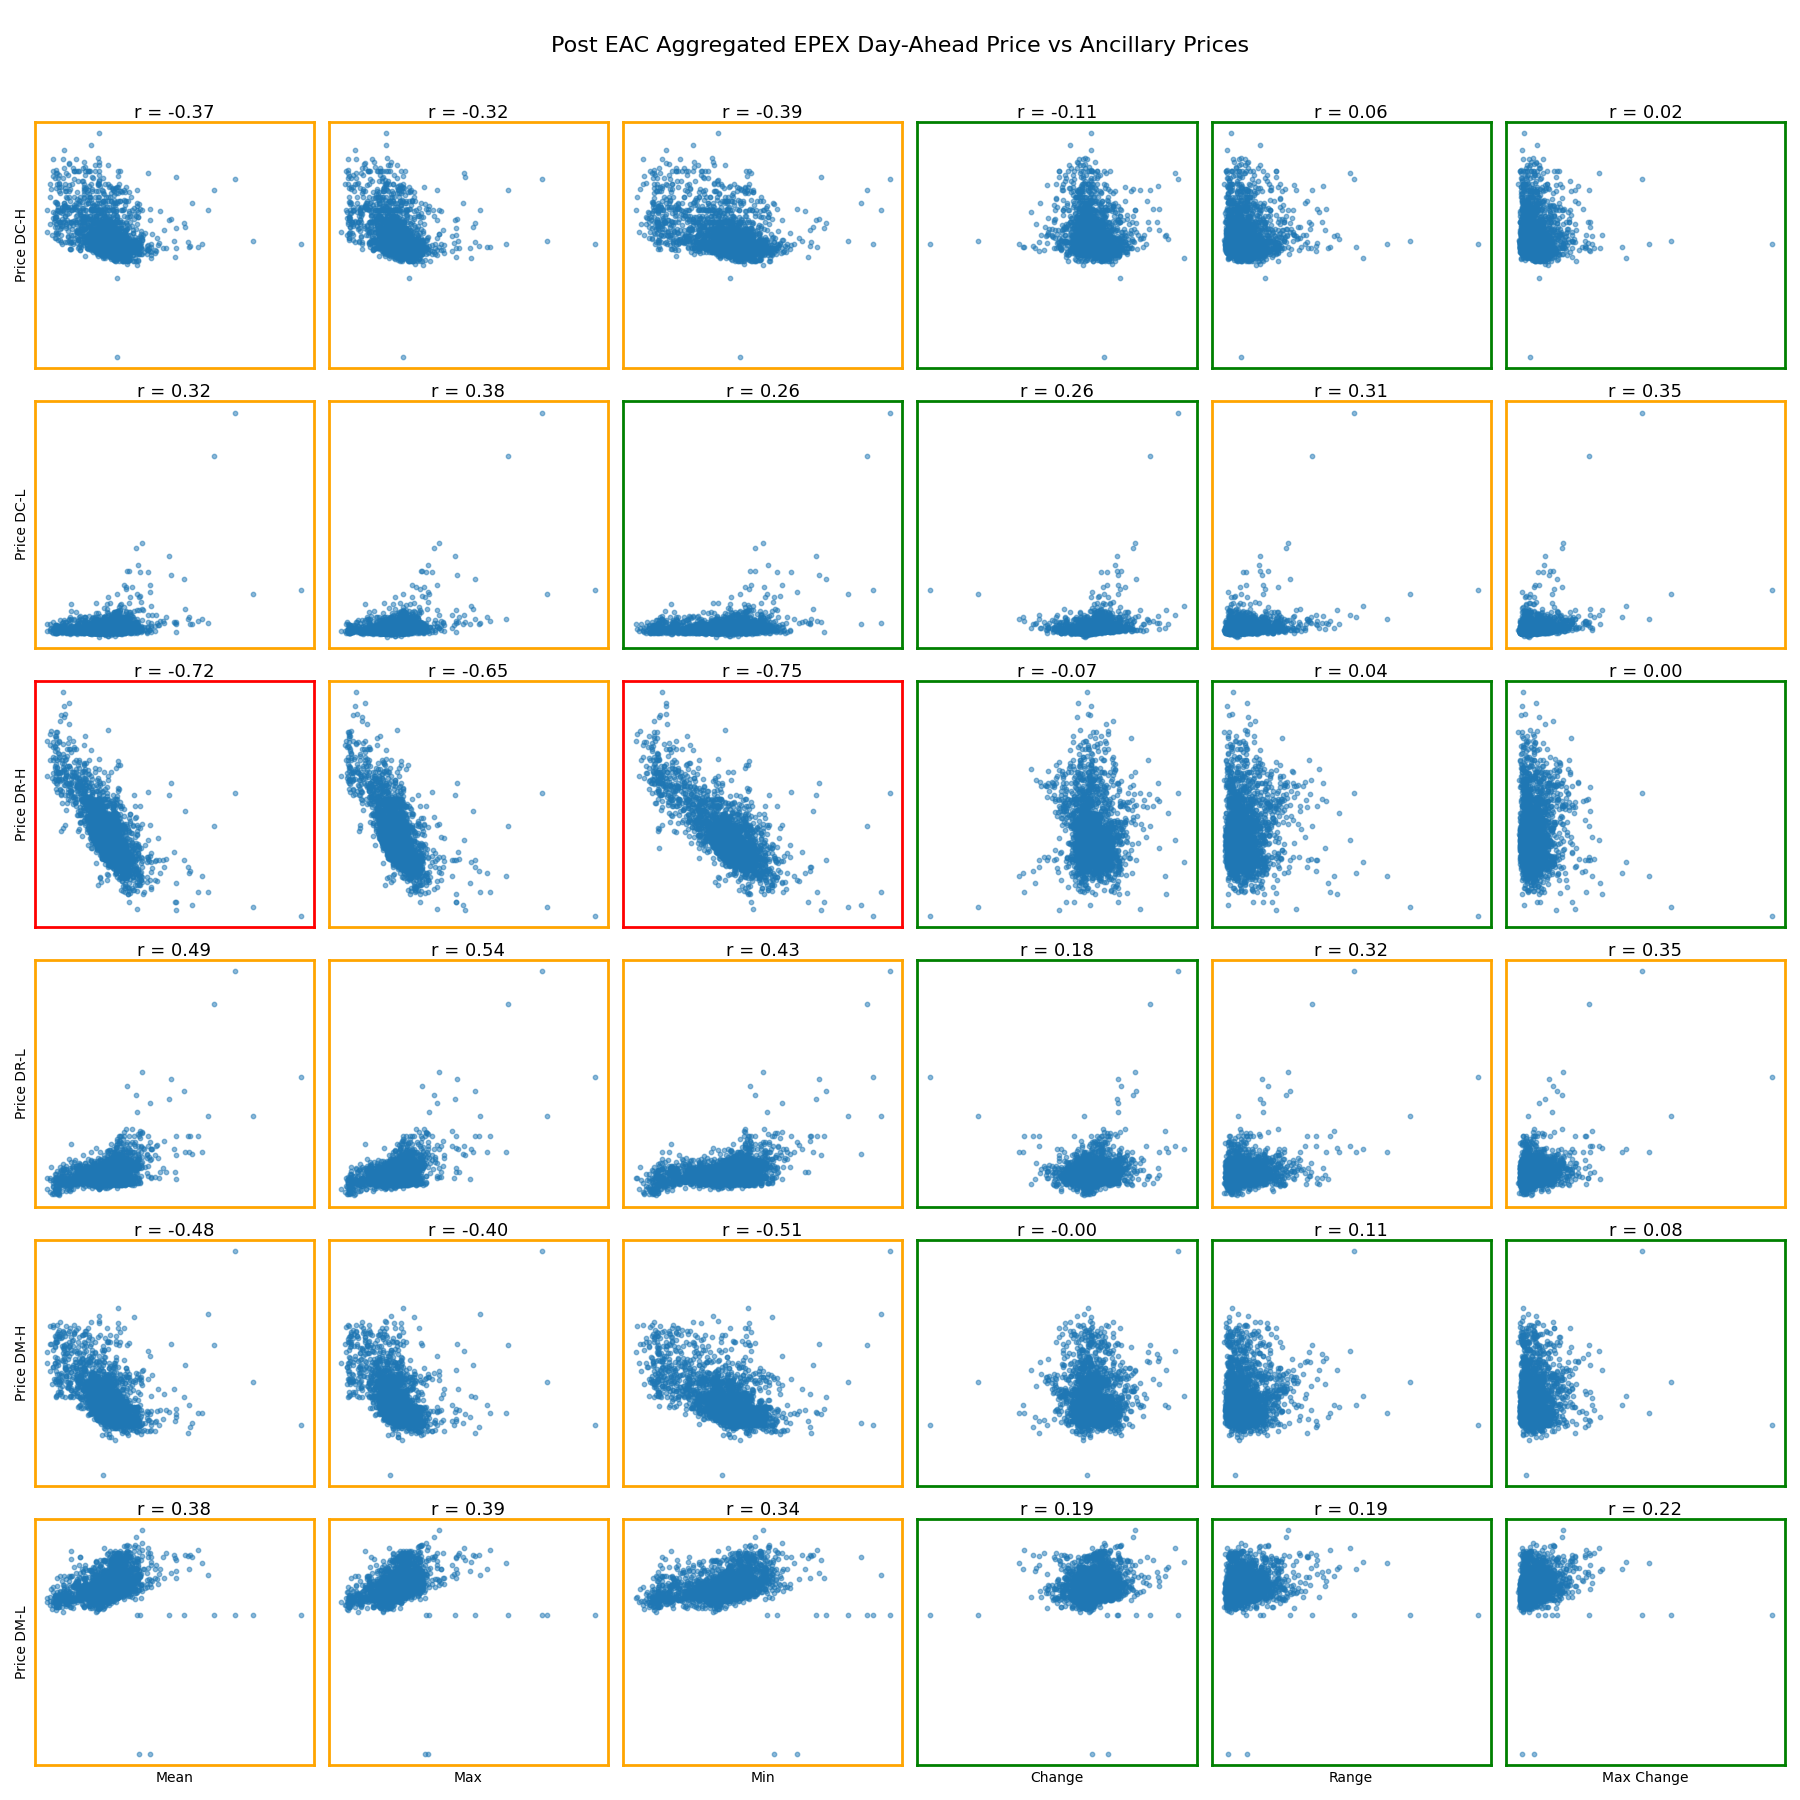 Post EAC Aggregated EPEX Day-Ahead Price vs Ancillary Prices
r = -0.37
r = -0.32
r = -0.39
r = -0.11
r = 0.06
r = 0.02
Price DC-H
r = 0.32
r = 0.38
r = 0.26
r = 0.26
r = 0.31
r = 0.35
Price DC-L
r = -0.72
r = -0.65
r = -0.75
r = -0.07
r = 0.04
r = 0.00
Price DR-H
r = 0.49
r = 0.54
r = 0.43
r = 0.18
r = 0.32
r = 0.35
Price DR-L
r = -0.48
r = -0.40
r = -0.51
r = -0.00
r = 0.11
r = 0.08
Price DM-H
r = 0.38
r = 0.39
r = 0.34
r = 0.19
r = 0.19
r = 0.22
Price DM-L
Mean
Max
Min
Change
Range
Max Change